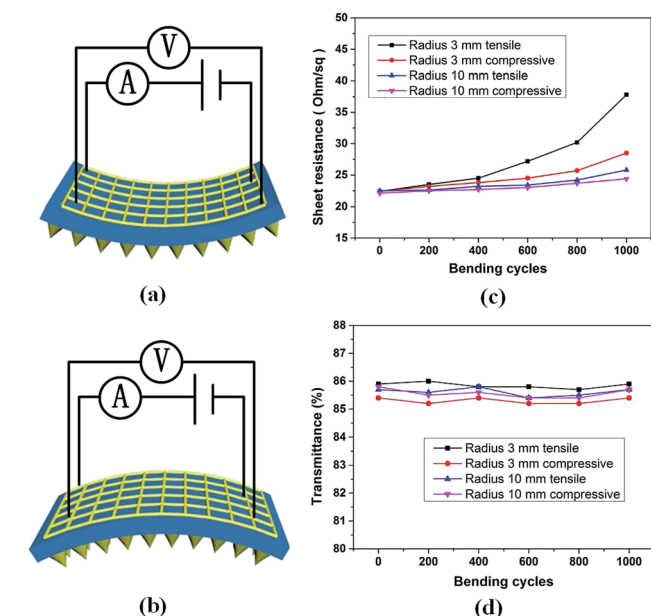 V
A
(a)
Sheet resistance ( Ohm/sq )
50
45
40
35
30
25
20
15
Radius 3 mm tensile
Radius 3 mm compressive
Radius 10 mm tensile
Radius 10 mm compressive
0 200 400 600 800 1000
Bending cycles
(c)
V
A
(b)
Transmittance (%)
88
87
86
85
84
83
82
81
80
Radius 3 mm tensile
Radius 3 mm compressive
Radius 10 mm tensile
Radius 10 mm compressive
0 200 400 600 800 1000
Bending cycles
(d)